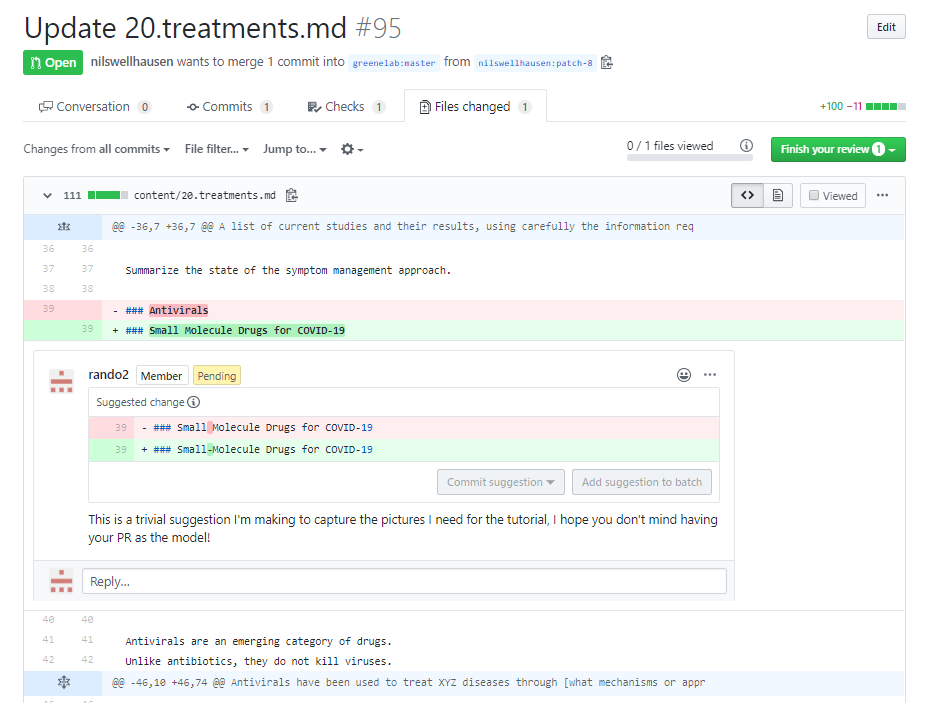 Update 20.treatments.md #95
Edit
Open nilswellhausen wants to merge 1 commit into greenelab:master from nilswellhausen:patch-8
Conversation 0 Commits 1 Checks 1 Files changed 1 +100 −11
Changes from all commits File filter... Jump to... 0 / 1 files viewed Finish your review 1
111 content/20.treatments.md Viewed
@@ -36,7 +36,7 @@ A list of current studies and their results, using carefully the information req
36 36
37 37 Summarize the state of the symptom management approach.
38 38
39 - ### Antivirals
39 + ### Small Molecule Drugs for COVID-19
rando2 Member Pending
Suggested change
39 - ### Small Molecule Drugs for COVID-19
39 + ### Small-Molecule Drugs for COVID-19
Commit suggestion Add suggestion to batch
This is a trivial suggestion I'm making to capture the pictures I need for the tutorial, I hope you don't mind having
your PR as the model!
Reply...
40 40
41 41 Antivirals are an emerging category of drugs.
42 42 Unlike antibiotics, they do not kill viruses.
@@ -46,10 +46,74 @@ Antivirals have been used to treat XYZ diseases through [what mechanisms or appr